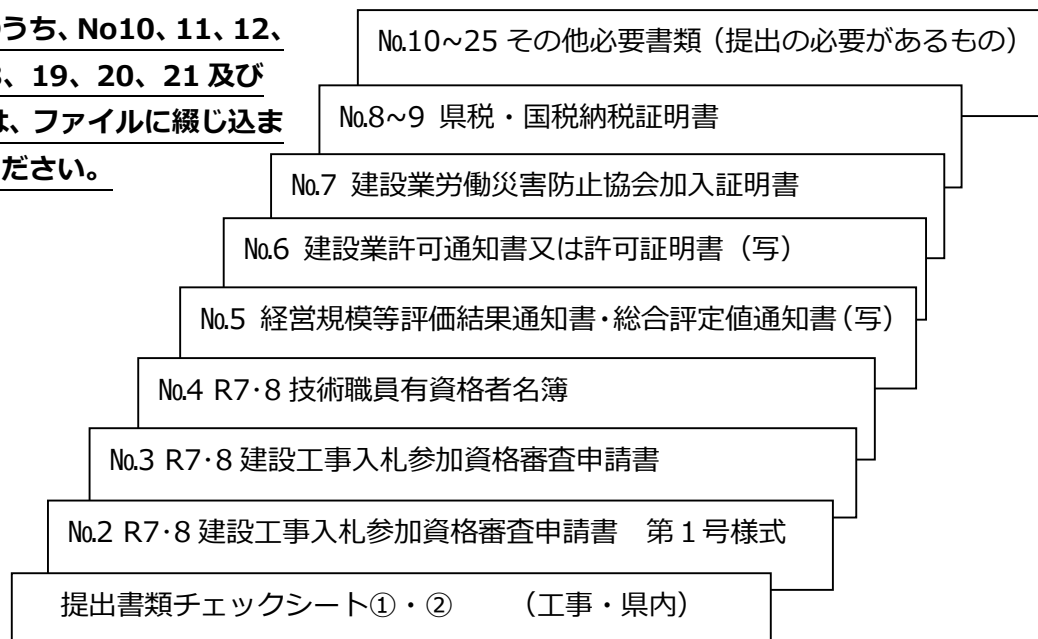 うち、No10、11、12、
、19、20、21 及び
、ファイルに綴じ込ま
ださい。
№10~25 その他必要書類（提出の必要があるもの）
№8~9 県税・国税納税証明書
№7 建設業労働災害防止協会加入証明書
№6 建設業許可通知書又は許可証明書（写）
№5 経営規模等評価結果通知書・総合評定値通知書（写）
№4 R7・8 技術職員有資格者名簿
№3 R7・8 建設工事入札参加資格審査申請書
№2 R7・8 建設工事入札参加資格審査申請書　第１号様式
提出書類チェックシート①・②　（工事・県内）